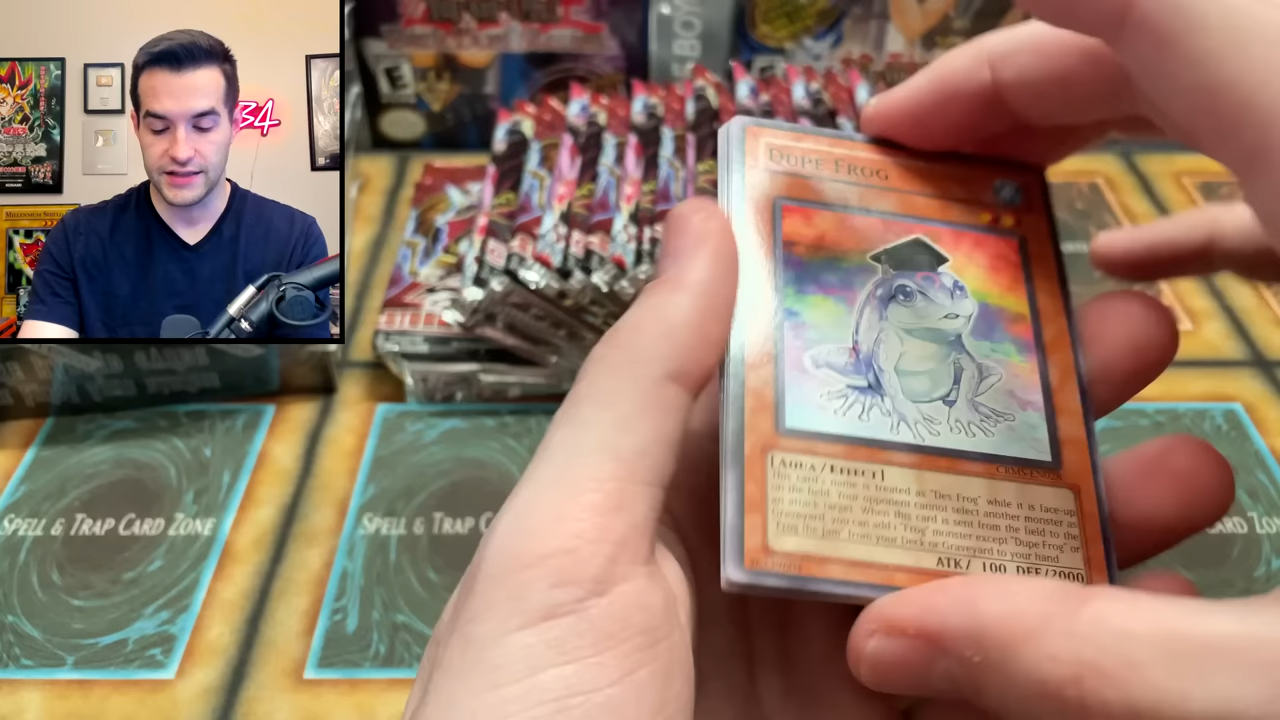 34
KONAMI
MILLENNIUM SHIELD
E
DUPE FROG
CRMS-EN028
[AQUA/EFFECT]
This card's name is treated as "Des Frog" while it is face-up
on the field. Your opponent cannot select another monster as
an attack target. When this card is sent from the field to the
Graveyard, you can add 1 "Frog" monster except "Dupe Frog" or
"Frog the Jam" from your Deck or Graveyard to your hand
ATK/ 100 DEF/2000
SPELL & TRAP CARD ZONE
SPELL & TRAP C
ARD ZONE